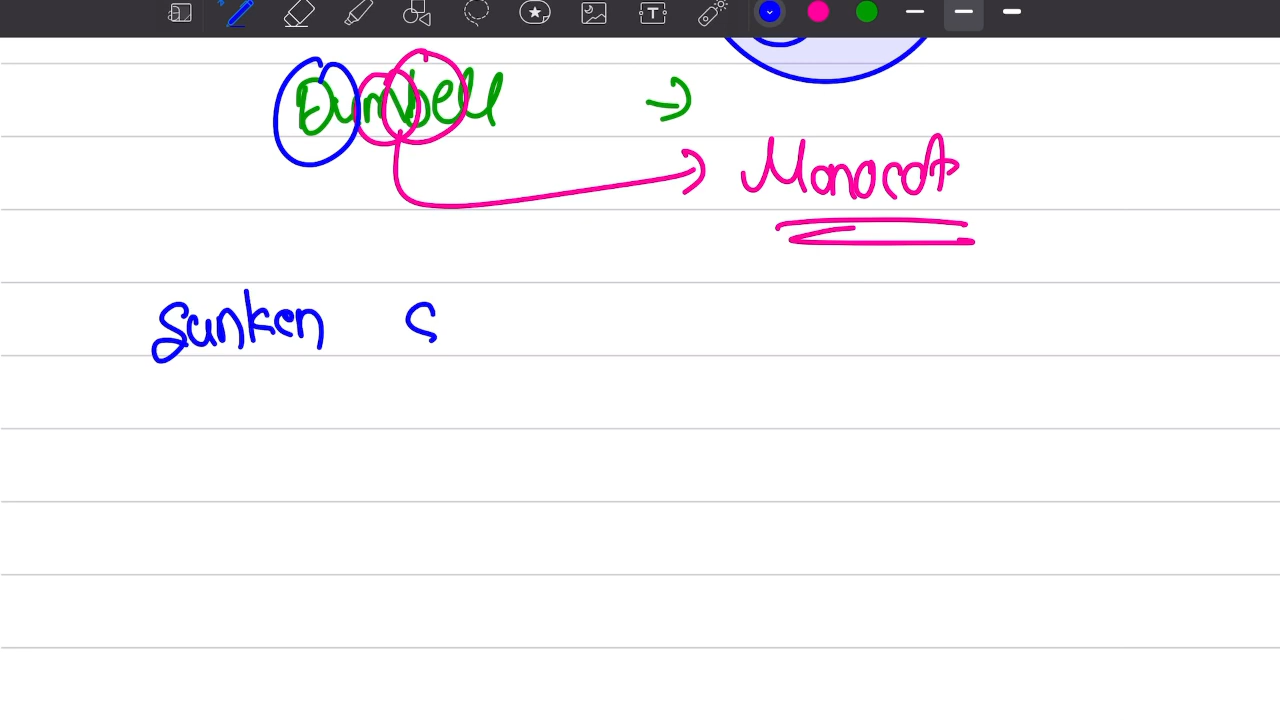 Dumbell →
Monocot
Sunken S